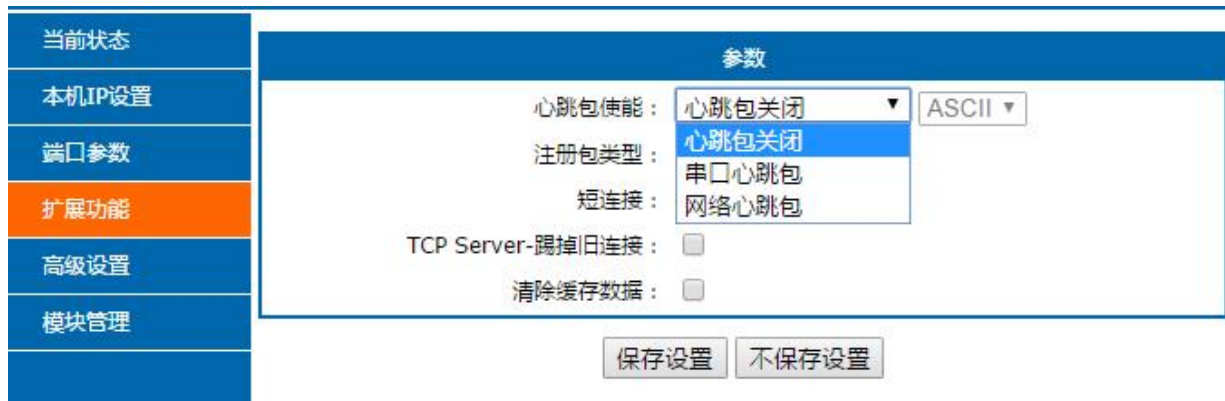 当前状态
本机IP设置
端口参数
扩展功能
高级设置
模块管理
参数
心跳包使能： 心跳包关闭 ASCII
心跳包关闭
注册包类型：
串口心跳包
短连接： 网络心跳包
TCP Server-踢掉旧连接：
清除缓存数据：
保存设置 不保存设置